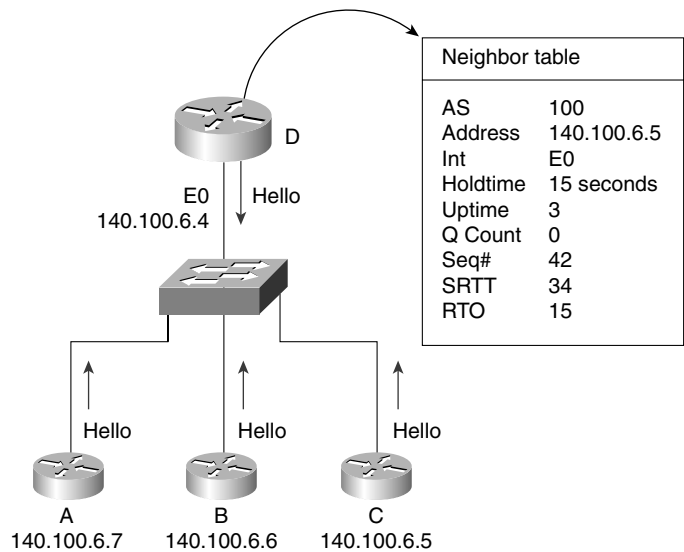 Neighbor table
AS 100
Address 140.100.6.5
Int E0
Holdtime 15 seconds
Uptime 3
Q Count 0
Seq# 42
SRTT 34
RTO 15
D
E0
140.100.6.4
Hello
Hello
Hello
Hello
A
140.100.6.7
B
140.100.6.6
C
140.100.6.5